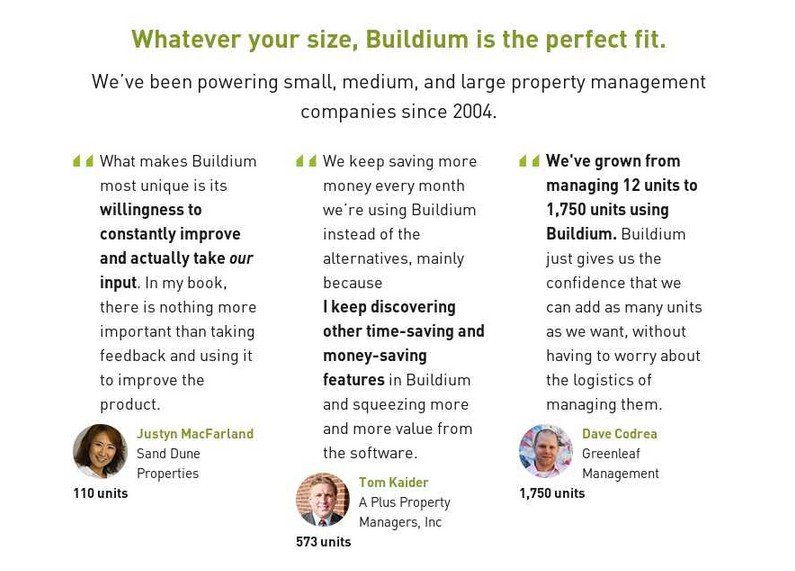 Whatever your size, Buildium is the perfect fit.
We've been powering small, medium, and large property management
companies since 2004.
What makes Buildium
most unique is its
willingness to
constantly improve
and actually take our
input. In my book,
there is nothing more
important than taking
feedback and using it
to improve the
product.
Justyn MacFarland
Sand Dune
Properties
110 units
We keep saving more
money every month
we're using Buildium
instead of the
alternatives, mainly
because
I keep discovering
other time-saving and
money-saving
features in Buildium
and squeezing more
and more value from
the software.
Tom Kaider
A Plus Property
Managers, Inc
573 units
We've grown from
managing 12 units to
1,750 units using
Buildium. Buildium
just gives us the
confidence that we
can add as many units
as we want, without
having to worry about
the logistics of
managing them.
Dave Codrea
Greenleaf
Management
1,750 units